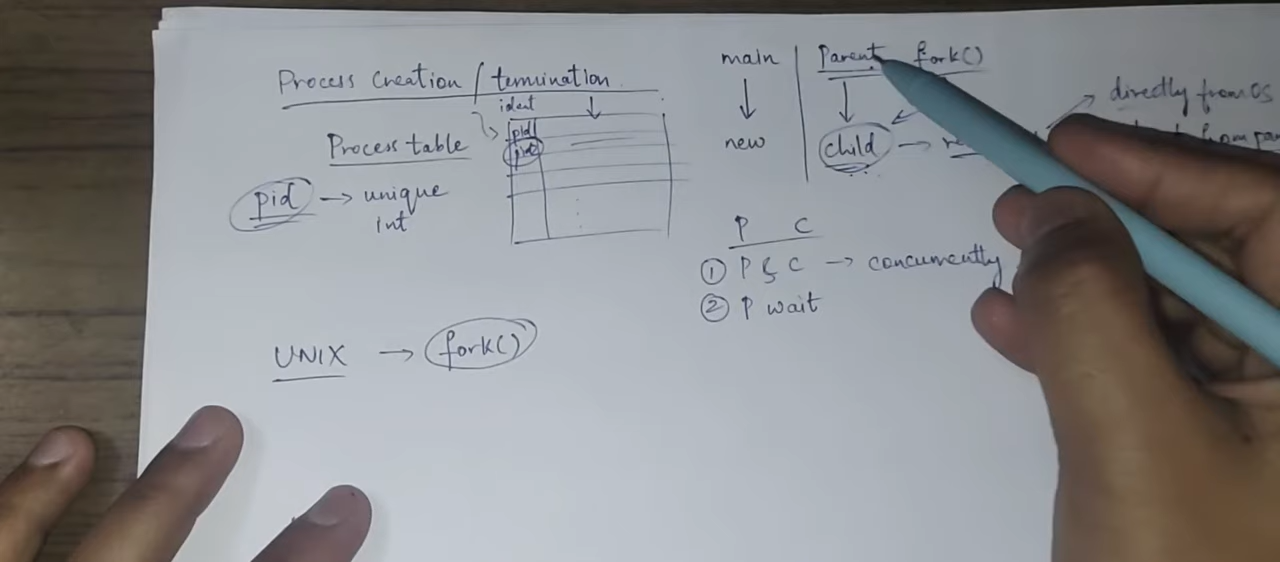 Process Creation / termination
ident
Process table
pid
pid
pid → unique
int
UNIX → fork()
main
new
Parent fork()
child →
→ directly from OS
P C
① P & C → concurrently
② P wait